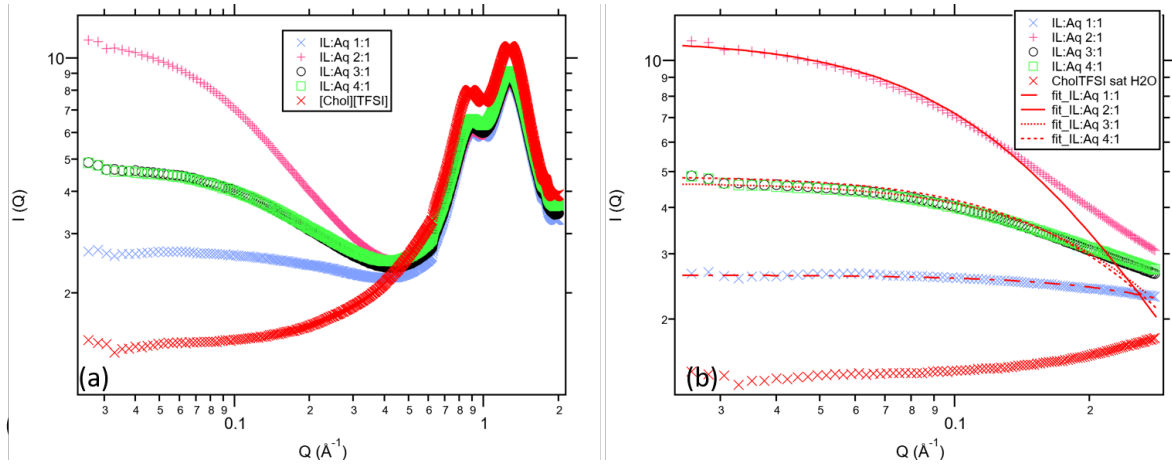 IL:Aq 1:1
IL:Aq 2:1
IL:Aq 3:1
IL:Aq 4:1
[Chol][TFSI]
10
9
8
7
6
5
4
3
2
I (Q)
(a)
3 4 5 6 7 8 9 2 3 4 5 6 7 8 9 2
0.1 1
Q (Å⁻¹)
IL:Aq 1:1
IL:Aq 2:1
IL:Aq 3:1
IL:Aq 4:1
CholTFSI sat H2O
fit_IL:Aq 1:1
fit_IL:Aq 2:1
fit_IL:Aq 3:1
fit_IL:Aq 4:1
10
9
8
7
6
5
4
3
2
I (Q)
(b)
3 4 5 6 7 8 9 2
0.1
Q (Å⁻¹)